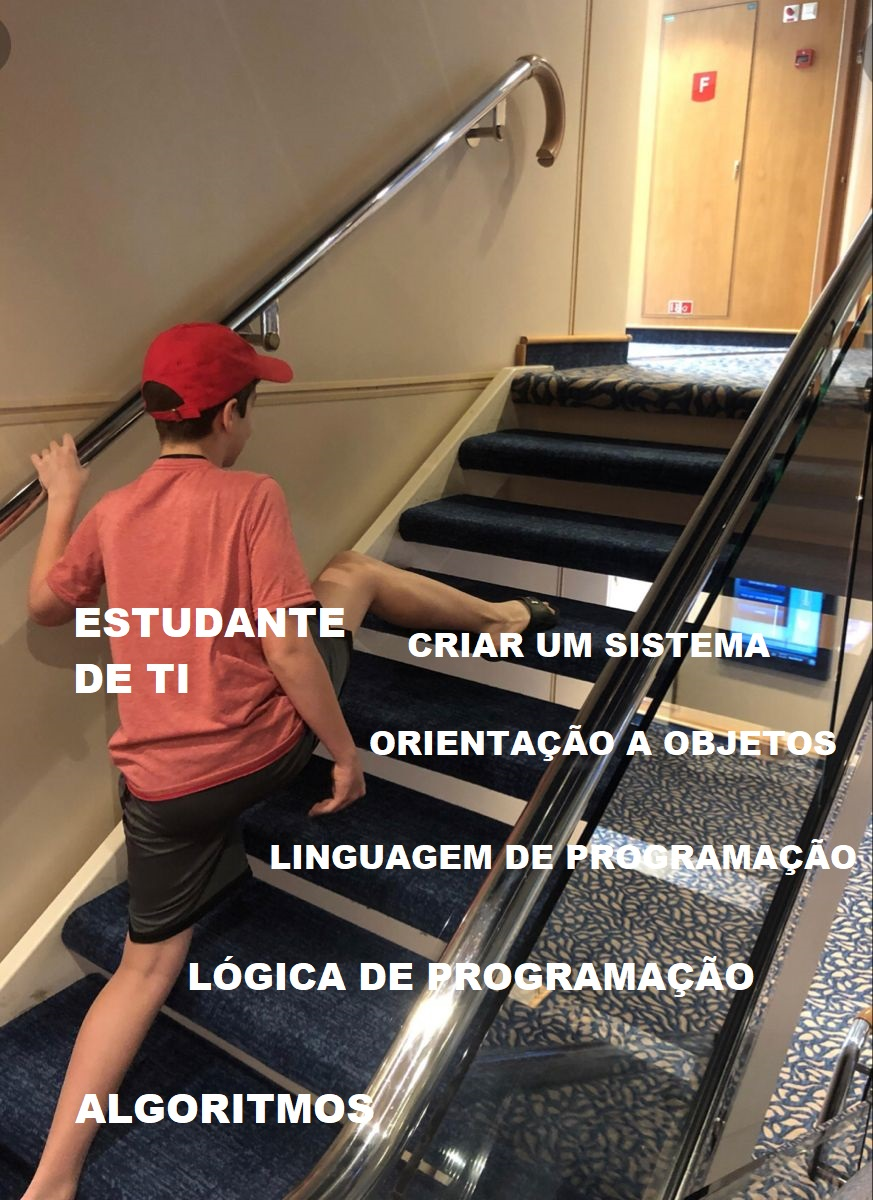 F
ESTUDANTE
DE TI
CRIAR UM SISTEMA
ORIENTAÇÃO A OBJETOS
LINGUAGEM DE PROGRAMAÇÃO
LÓGICA DE PROGRAMAÇÃO
ALGORITMOS